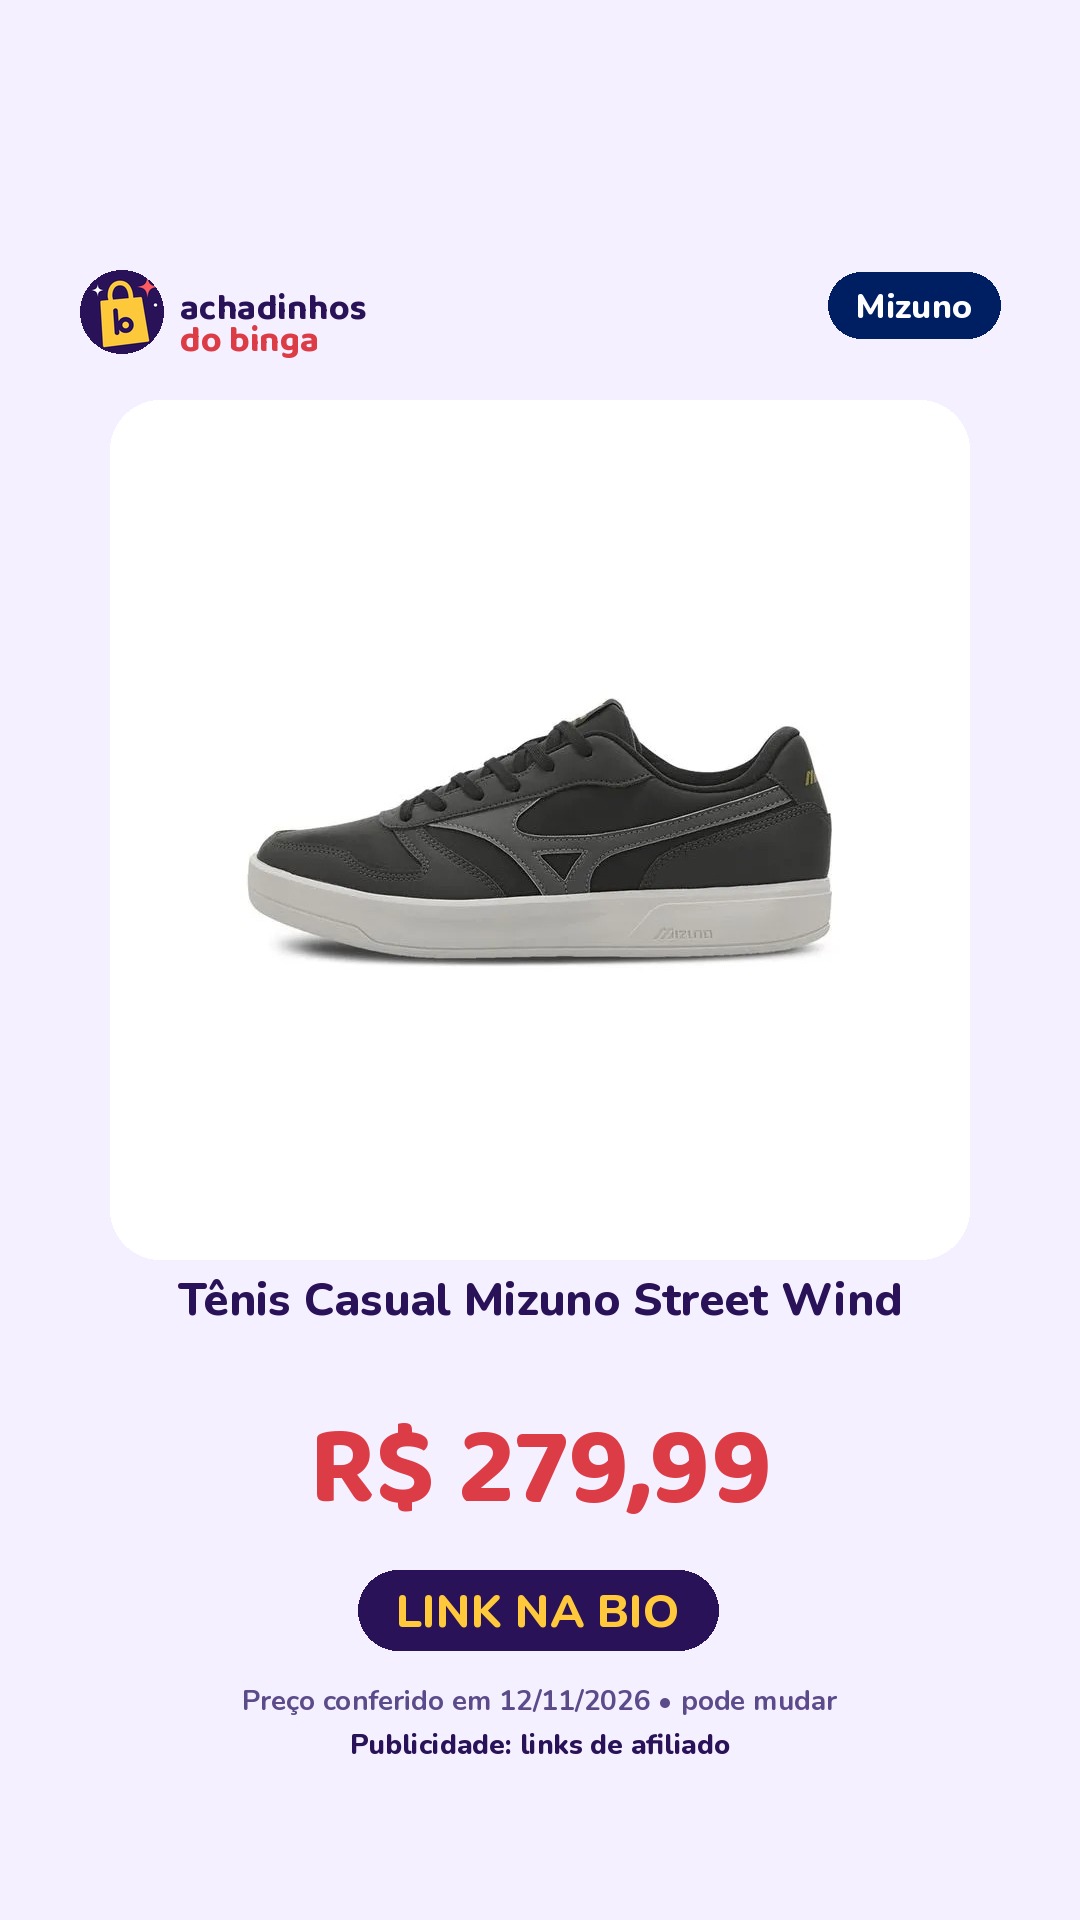 b
achadinhos
do binga
Mizuno
MIZUNO
Tênis Casual Mizuno Street Wind
R$ 279,99
LINK NA BIO
Preço conferido em 12/11/2026 • pode mudar
Publicidade: links de afiliado